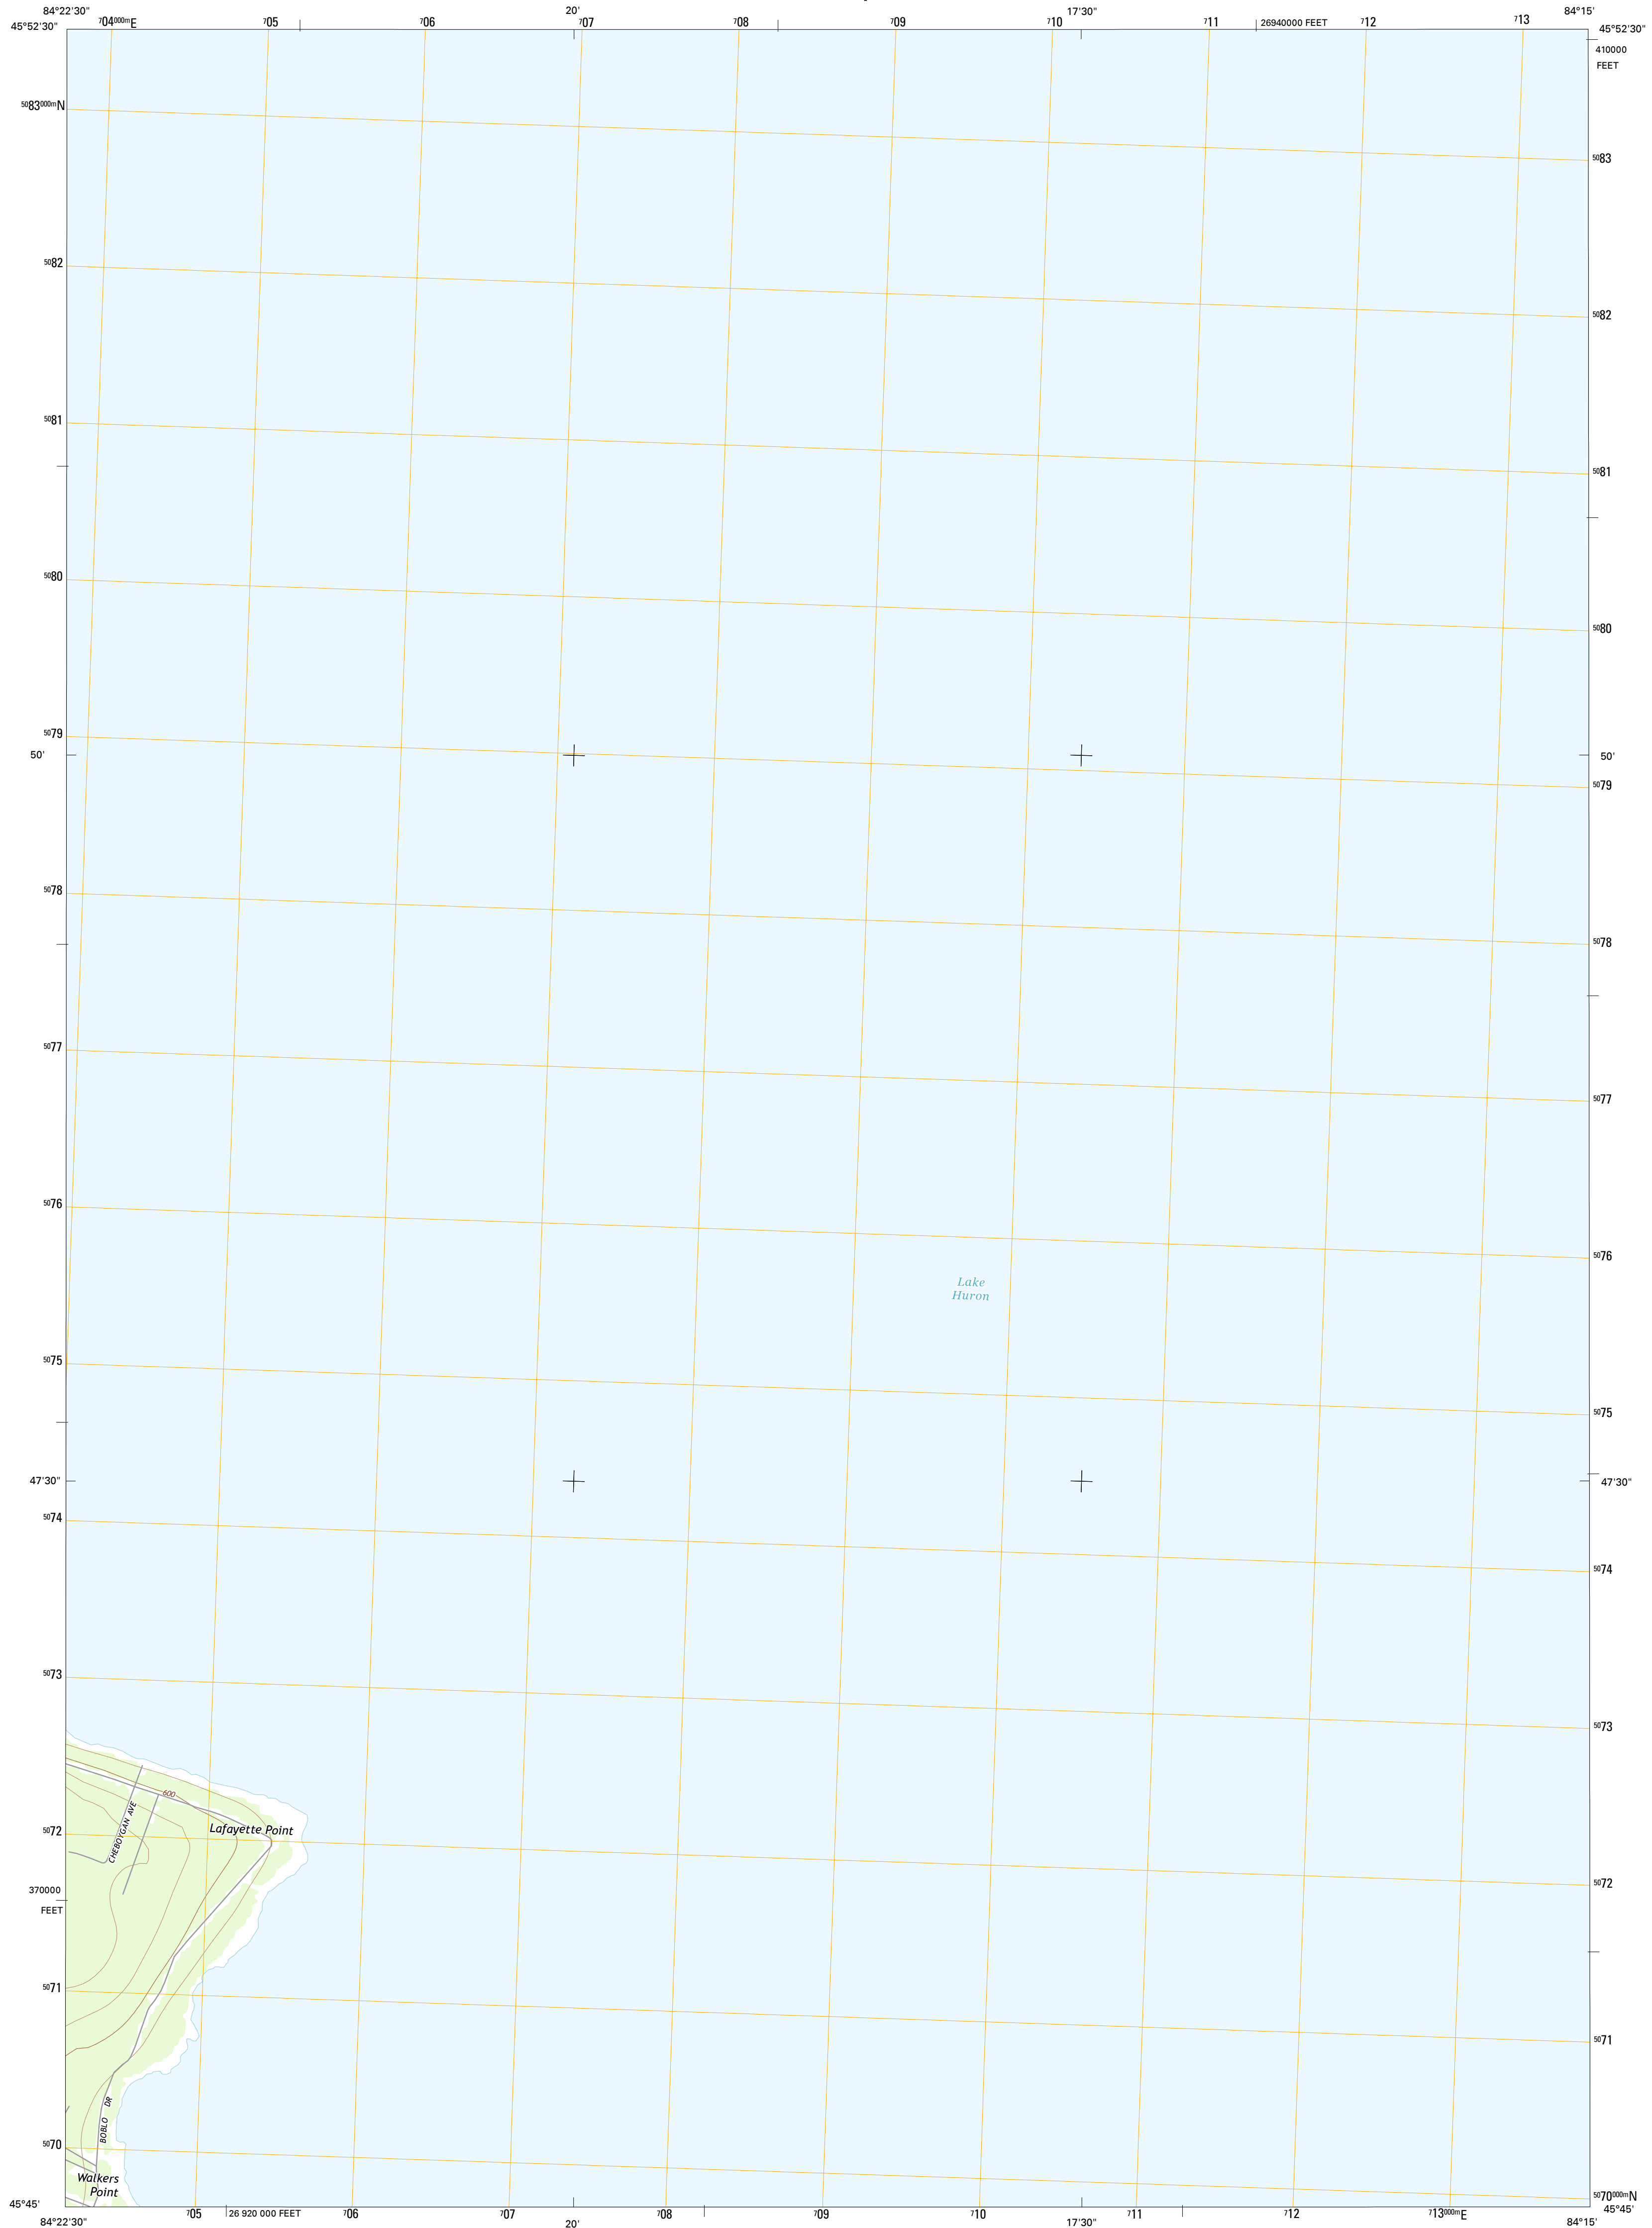 84°22'30" 20' 17'30" 84°15'
45°52'30" ⁷04⁰⁰⁰ᵐE ⁷05 ⁷06 ⁷07 ⁷08 ⁷09 ⁷10 ⁷11 26940000 FEET ⁷12 ⁷13 45°52'30"
410000
FEET
⁵⁰83⁰⁰⁰ᵐN
⁵⁰83
⁵⁰82
⁵⁰82
⁵⁰81
⁵⁰81
⁵⁰80
⁵⁰80
⁵⁰79
50' 50'
⁵⁰79
⁵⁰78
⁵⁰78
⁵⁰77
⁵⁰77
⁵⁰76
⁵⁰76
Lake
Huron
⁵⁰75
⁵⁰75
47'30" 47'30"
⁵⁰74
⁵⁰74
⁵⁰73
⁵⁰73
600
CHEBOYGAN AVE
Lafayette Point
⁵⁰72
⁵⁰72
370000
FEET
⁵⁰71
⁵⁰71
BOBLO DR
⁵⁰70
Walkers
Point
⁵⁰70⁰⁰⁰ᵐN
45°45' 45°45'
⁷05 26 920 000 FEET ⁷06 ⁷07 ⁷08 ⁷09 ⁷10 ⁷11 ⁷12 ⁷13⁰⁰⁰ᵐE
84°22'30" 20' 17'30" 84°15'